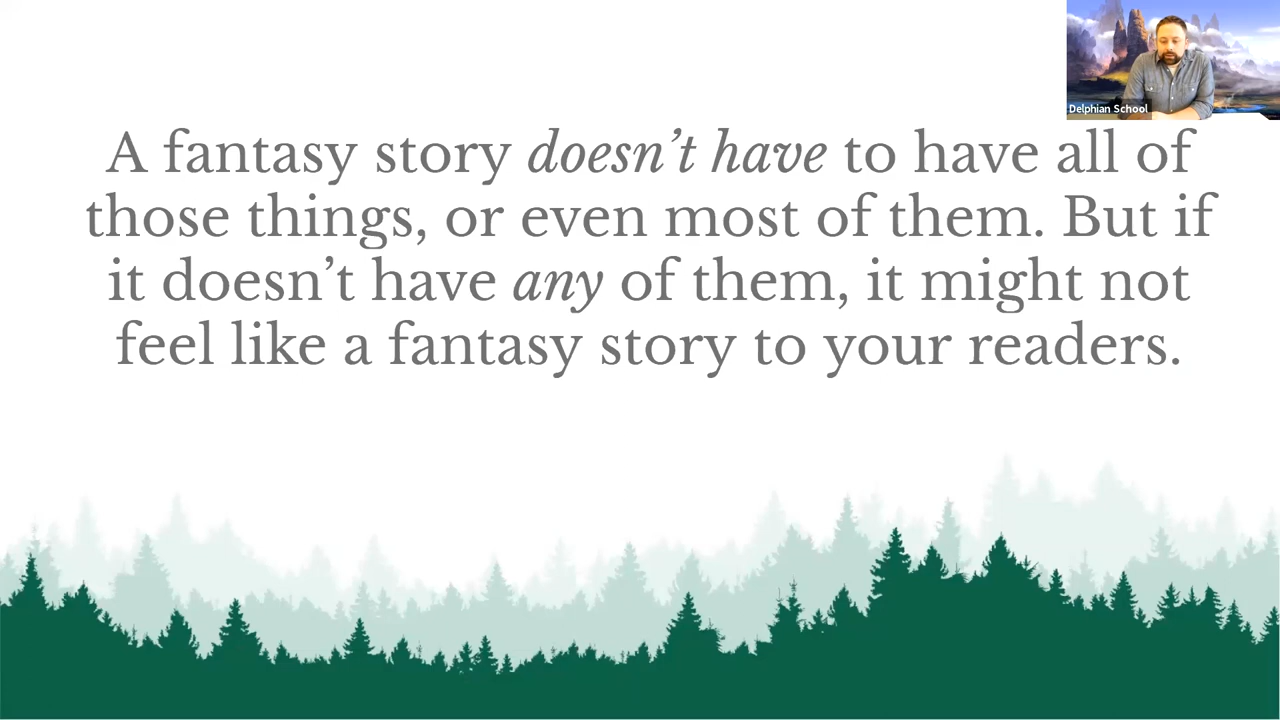 Delphian School
A fantasy story doesn’t have to have all of
those things, or even most of them. But if
it doesn’t have any of them, it might not
feel like a fantasy story to your readers.